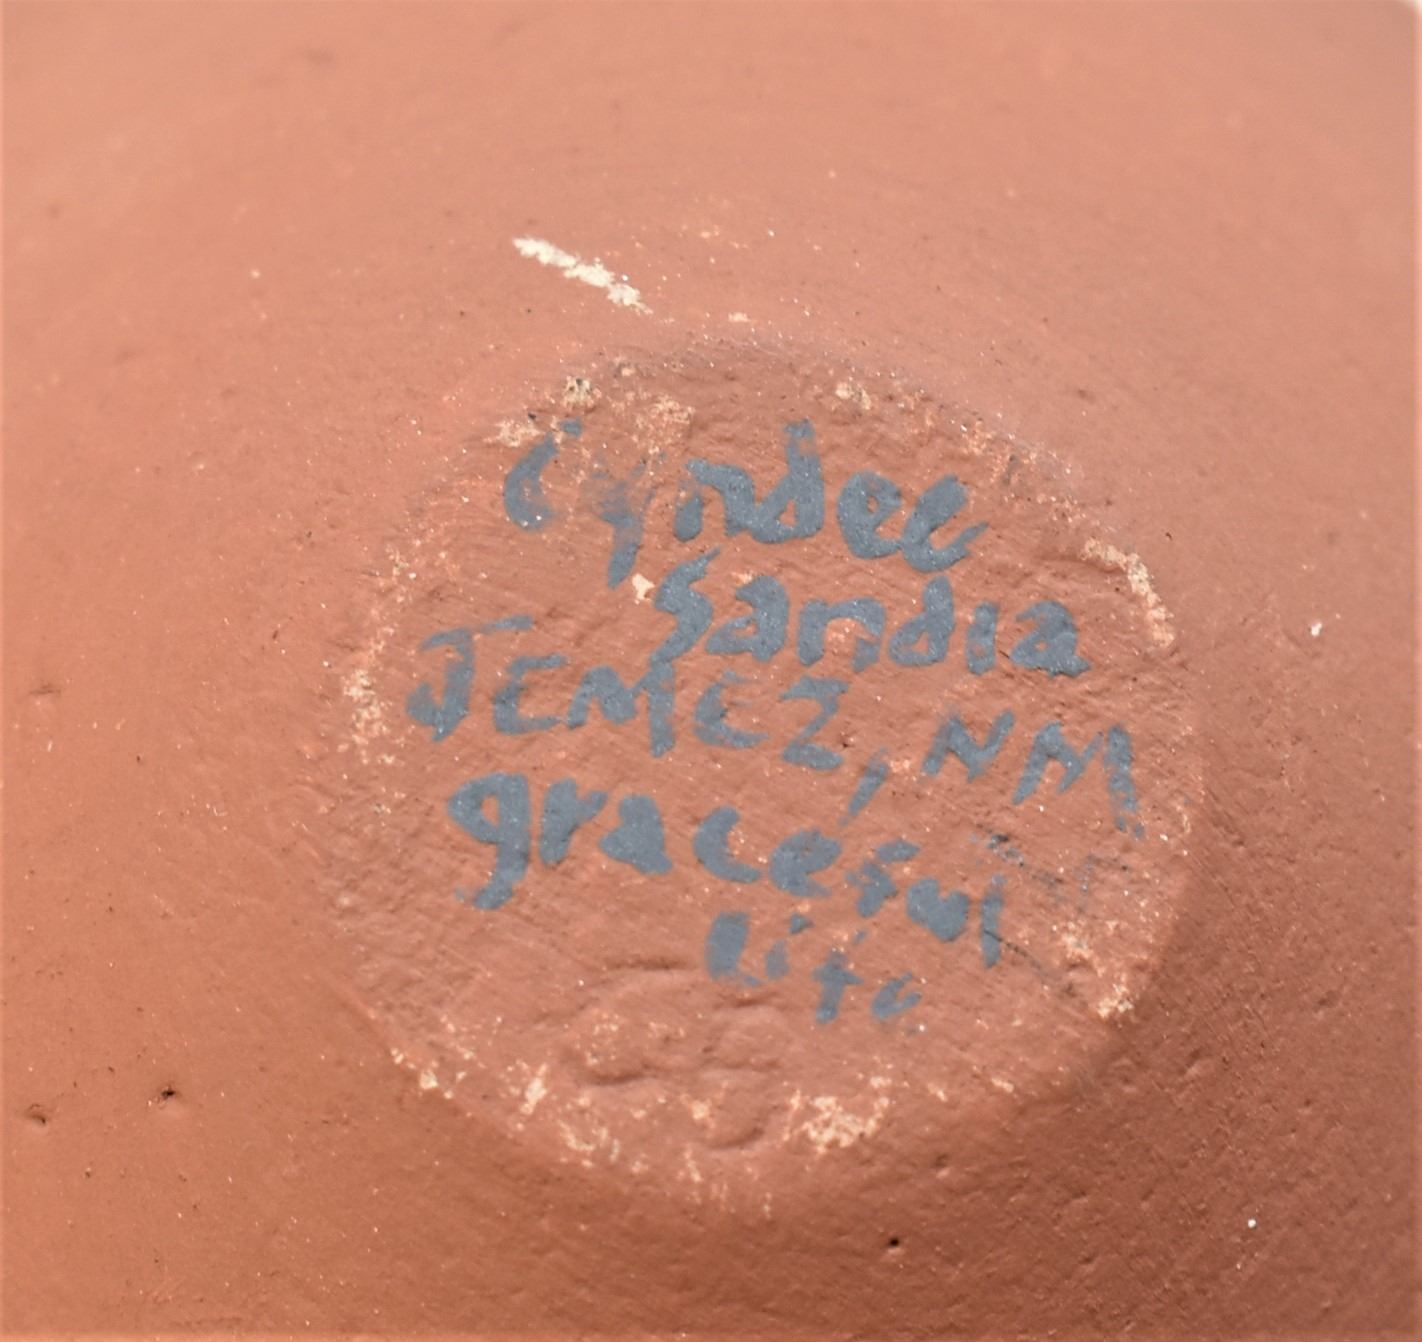 Cyndee
Sandia
JEMEZ, NM
graceful
life